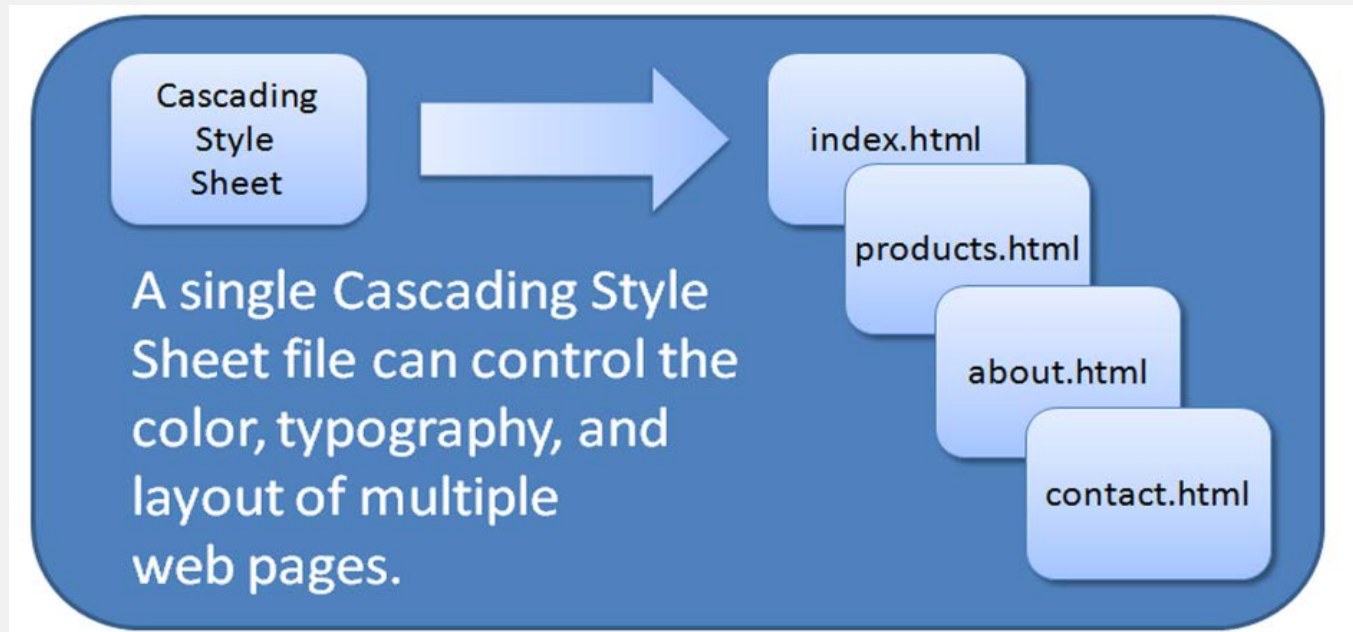 Cascading
Style
Sheet
index.html
products.html
about.html
contact.html
A single Cascading Style
Sheet file can control the
color, typography, and
layout of multiple
web pages.